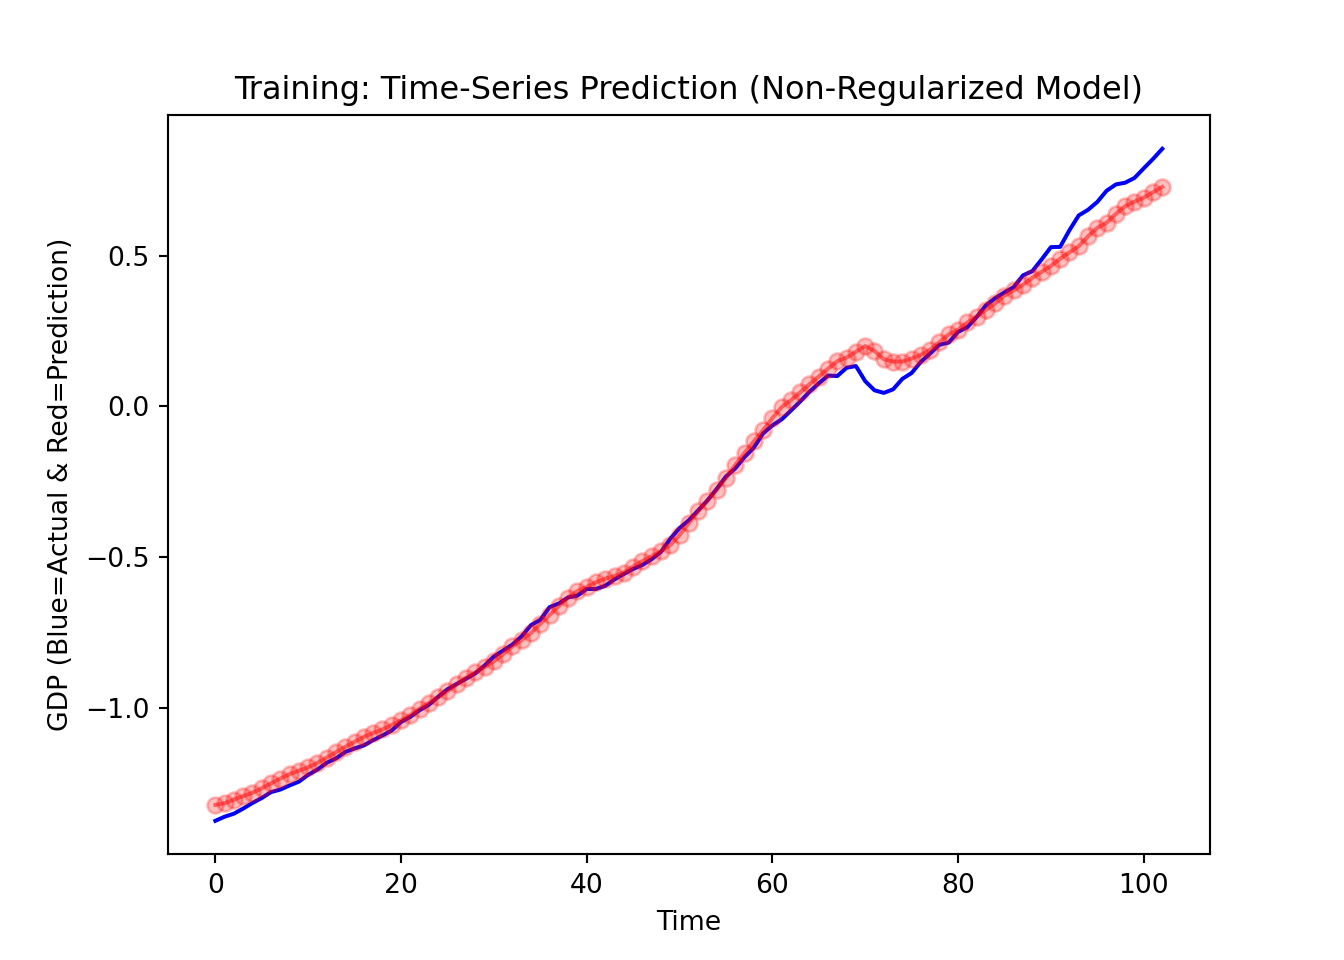 Training: Time-Series Prediction (Non-Regularized Model)
GDP (Blue=Actual & Red=Prediction)
0.5
0.0
−0.5
−1.0
0 20 40 60 80 100
Time